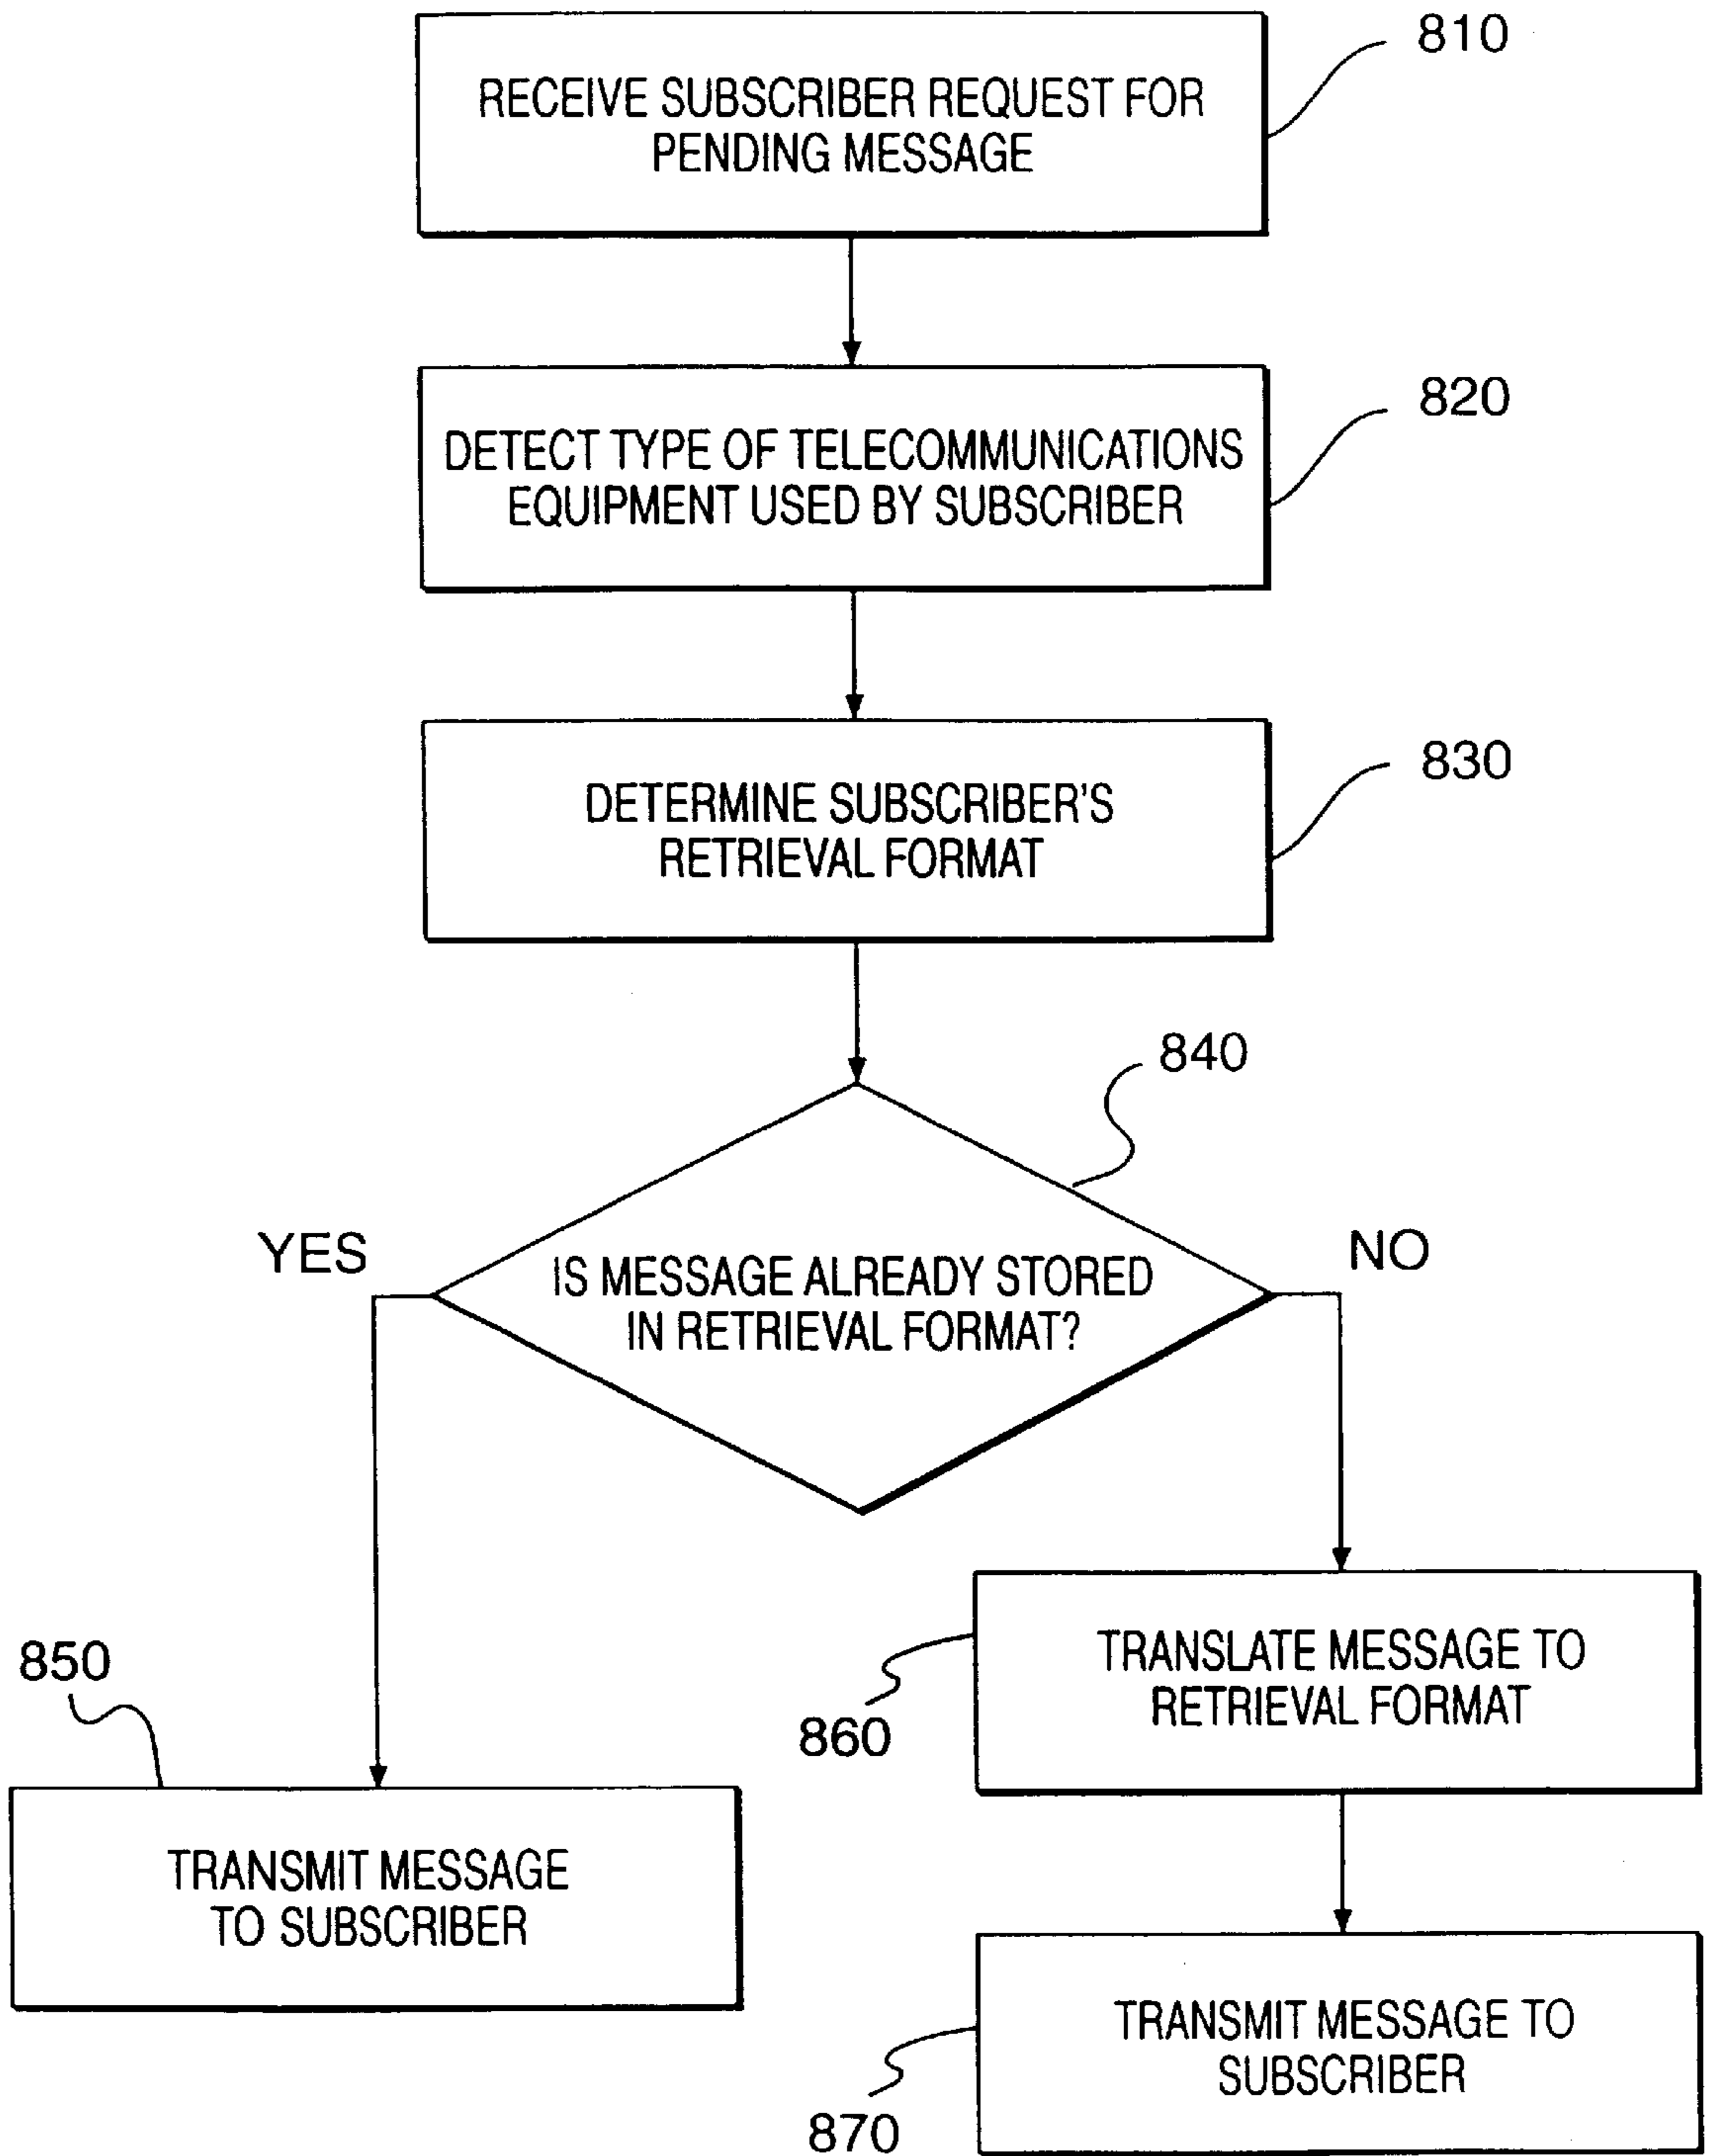 810
RECEIVE SUBSCRIBER REQUEST FOR
PENDING MESSAGE
820
DETECT TYPE OF TELECOMMUNICATIONS
EQUIPMENT USED BY SUBSCRIBER
830
DETERMINE SUBSCRIBER'S
RETRIEVAL FORMAT
840
YES
NO
IS MESSAGE ALREADY STORED
IN RETRIEVAL FORMAT?
850
TRANSMIT MESSAGE
TO SUBSCRIBER
860
TRANSLATE MESSAGE TO
RETRIEVAL FORMAT
870
TRANSMIT MESSAGE TO
SUBSCRIBER